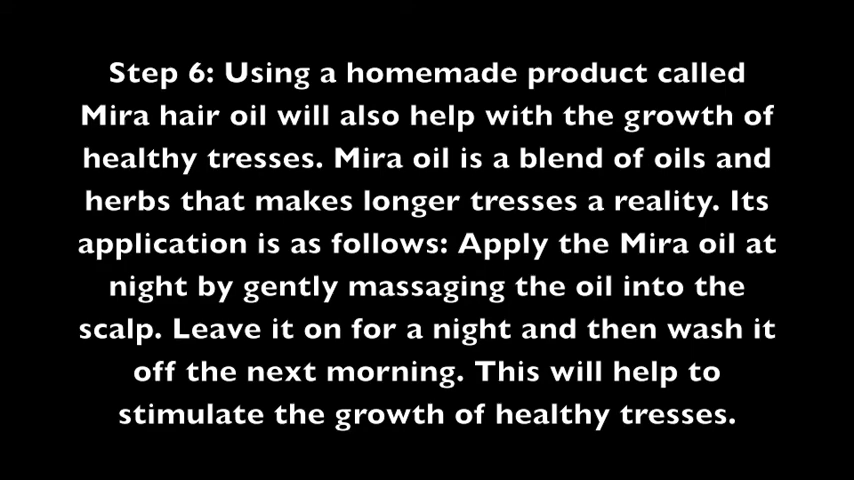 Step 6: Using a homemade product called
Mira hair oil will also help with the growth of
healthy tresses. Mira oil is a blend of oils and
herbs that makes longer tresses a reality. Its
application is as follows: Apply the Mira oil at
night by gently massaging the oil into the
scalp. Leave it on for a night and then wash it
off the next morning. This will help to
stimulate the growth of healthy tresses.